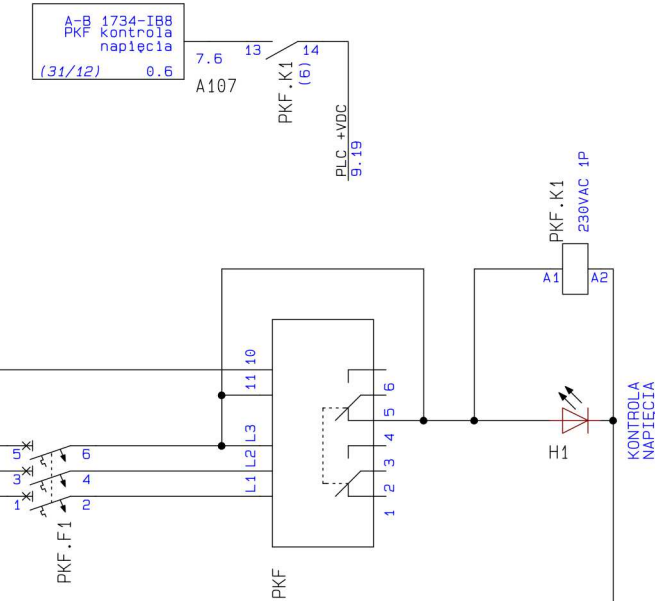 A-B 1734-IB8
PKF kontrola
napięcia
(31/12) 0.6
7.6
A107
13
14
PKF.K1
(6)
PLC +VDC
9.19
PKF.K1
230VAC 1P
A1
A2
10
11
L3
L2
L1
6
5
4
3
2
1
H1
KONTROLA
NAPIĘCIA
5
6
3
4
1
2
PKF.F1
PKF